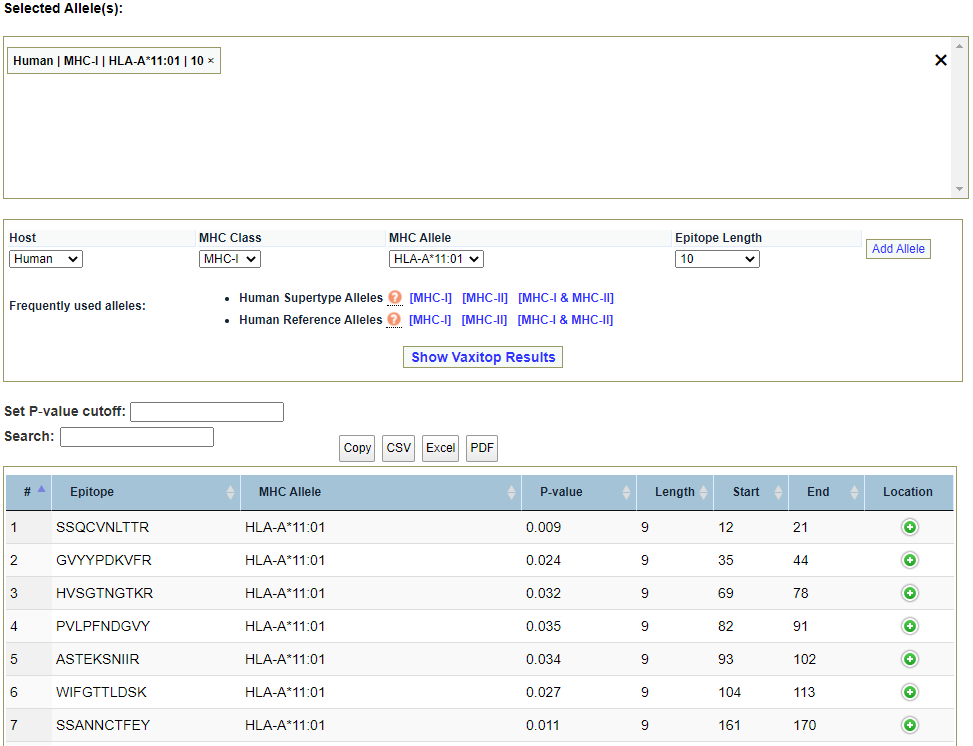 Selected Allele(s):
Human | MHC-I | HLA-A*11:01 | 10 ×
×
Host MHC Class MHC Allele Epitope Length
Human MHC-I HLA-A*11:01 10 Add Allele
Frequently used alleles:
• Human Supertype Alleles ? [MHC-I] [MHC-II] [MHC-I & MHC-II]
• Human Reference Alleles ? [MHC-I] [MHC-II] [MHC-I & MHC-II]
Show Vaxitop Results
Set P-value cutoff:
Search:
Copy CSV Excel PDF
# Epitope MHC Allele P-value Length Start End Location
1 SSQCVNLTTR HLA-A*11:01 0.009 9 12 21
2 GVYYPDKVFR HLA-A*11:01 0.024 9 35 44
3 HVSGTNGTKR HLA-A*11:01 0.032 9 69 78
4 PVLPFNDGVY HLA-A*11:01 0.035 9 82 91
5 ASTEKSNIIR HLA-A*11:01 0.034 9 93 102
6 WIFGTTLDSK HLA-A*11:01 0.027 9 104 113
7 SSANNCTFEY HLA-A*11:01 0.011 9 161 170